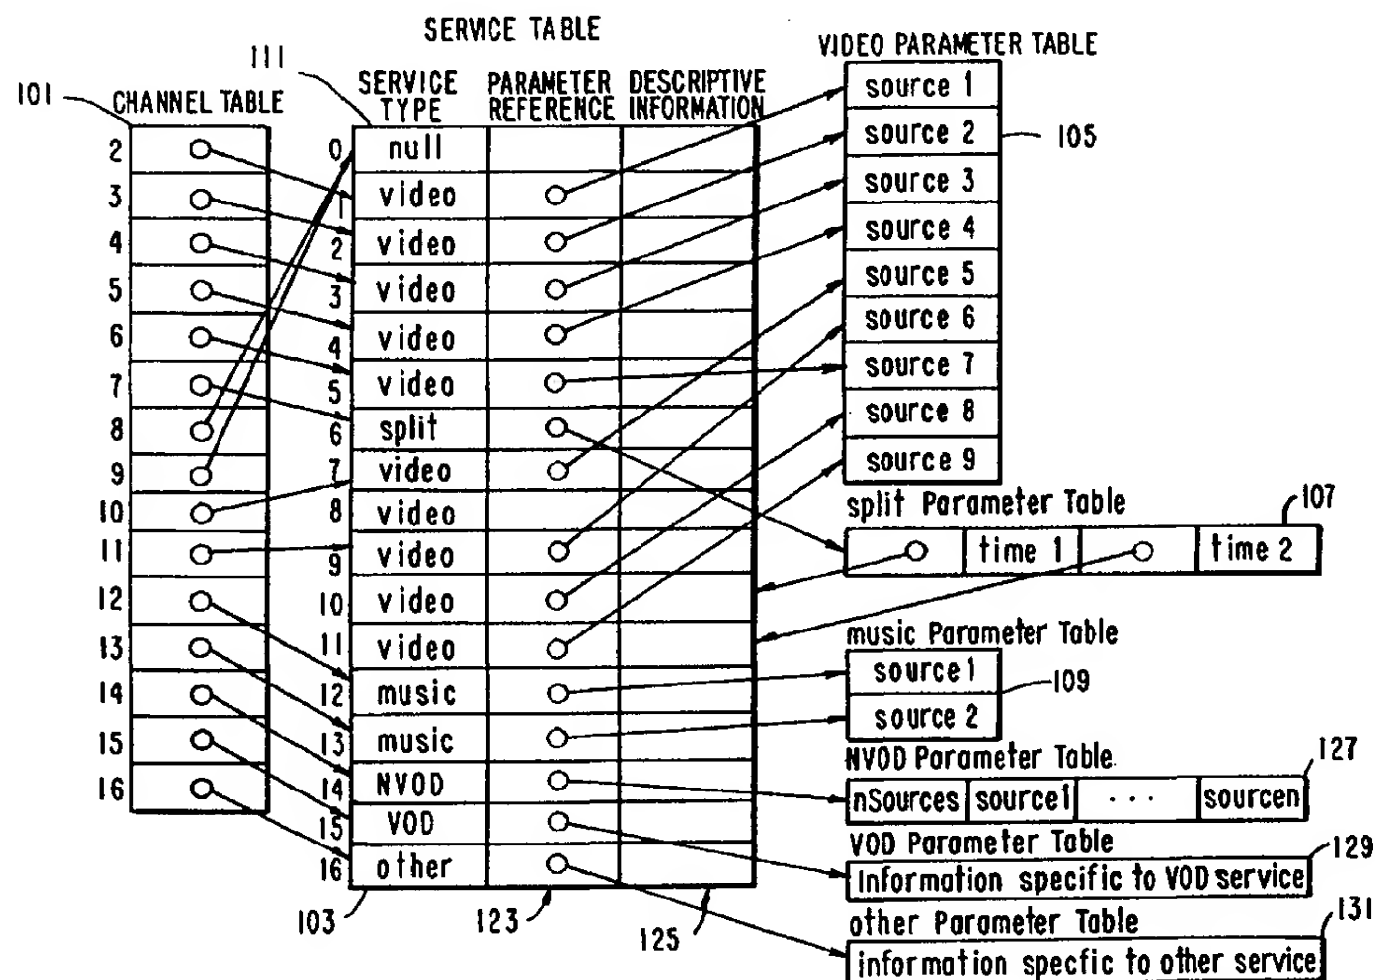 SERVICE TABLE
111
101
CHANNEL TABLE
SERVICE TYPE
PARAMETER REFERENCE
DESCRIPTIVE INFORMATION
VIDEO PARAMETER TABLE
2
3
4
5
6
7
8
9
10
11
12
13
14
15
16
0 null
1 video
2 video
3 video
4 video
5 video
6 split
7 video
8 video
9 video
10 video
11 video
12 music
13 music
14 NVOD
15 VOD
16 other
103
123
125
source 1
source 2
source 3
source 4
source 5
source 6
source 7
source 8
source 9
105
split Parameter Table
107
time 1
time 2
music Parameter Table
source 1
source 2
109
NVOD Parameter Table
127
nSources source1 ... sourcen
VOD Parameter Table
129
Information specific to VOD service
other Parameter Table
131
information specfic to other service